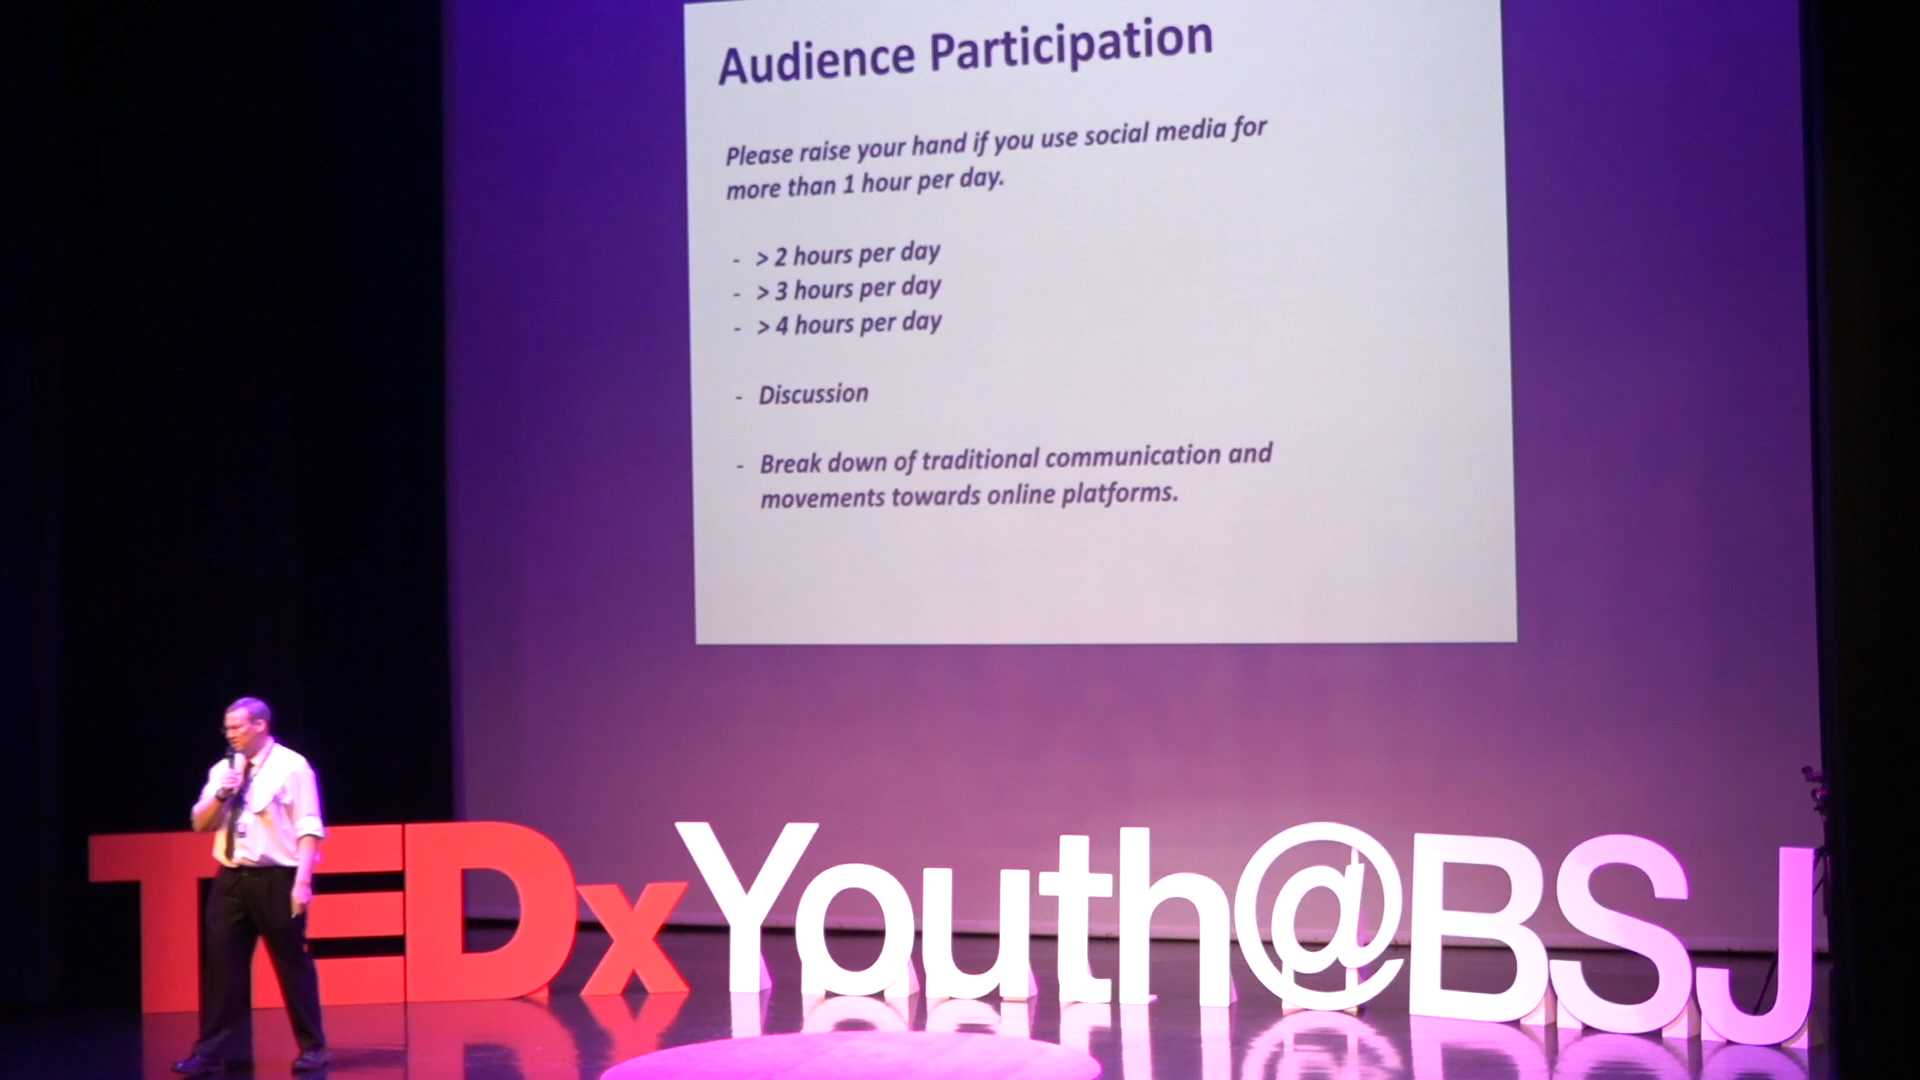 Audience Participation
Please raise your hand if you use social media for
more than 1 hour per day.
- > 2 hours per day
- > 3 hours per day
- > 4 hours per day
- Discussion
- Break down of traditional communication and
movements towards online platforms.
TEDxYouth@BSJ